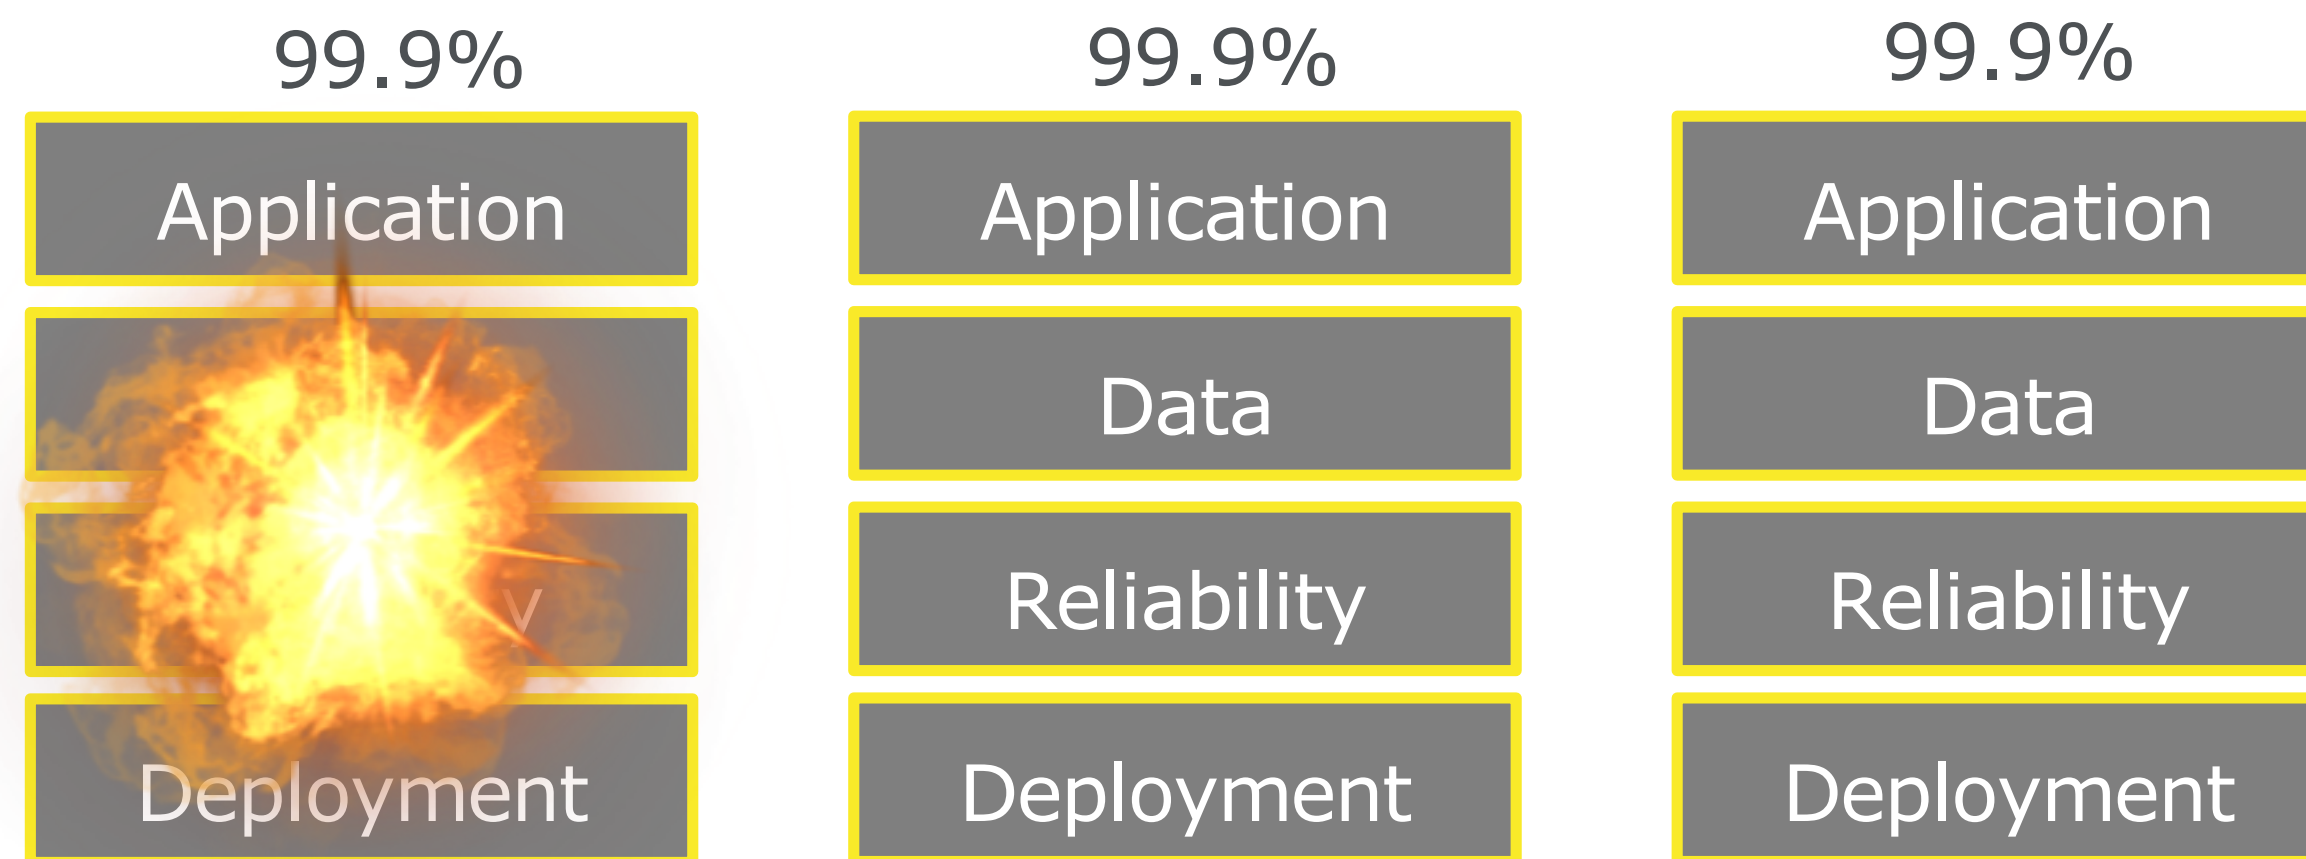 99.9% 99.9% 99.9%
Application Application Application
Data Data
y Reliability Reliability
Deployment Deployment Deployment